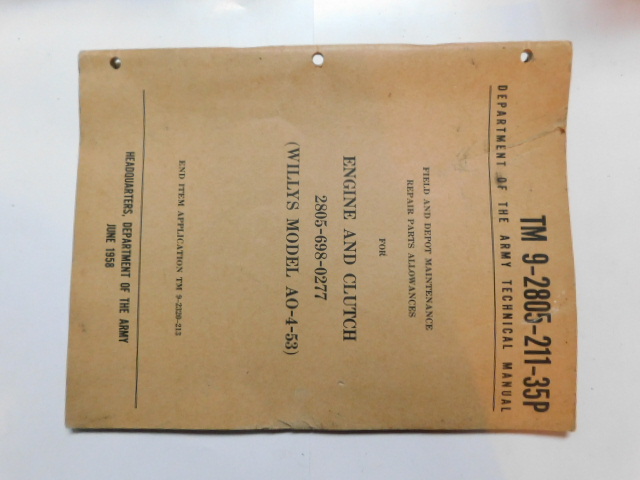 TM 9-2805-211-35P
DEPARTMENT OF THE ARMY TECHNICAL MANUAL
FIELD AND DEPOT MAINTENANCE
REPAIR PARTS ALLOWANCES
FOR
ENGINE AND CLUTCH
2805-698-0277
(WILLYS MODEL AO-4-53)
END ITEM APPLICATION TM 9-2320-213
HEADQUARTERS, DEPARTMENT OF THE ARMY
JUNE 1958